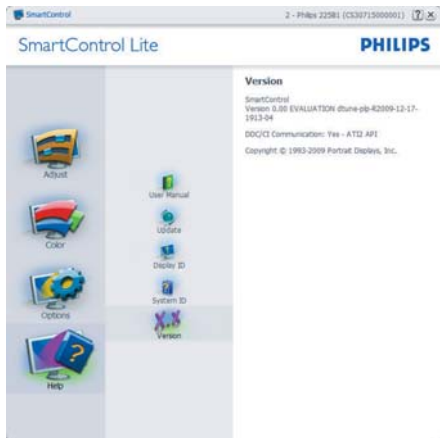 SmartControl
2 - Philips 225B1 (CS30715000001)
SmartControl Lite
PHILIPS
Adjust
Color
Options
Help
User Manual
Update
Display ID
System ID
Version
Version
SmartControl
Version 0.00 EVALUATION dtune-plp-R2009-12-17-
1913-04
DDC/CI Communication: Yes - ATI2 API
Copyright © 1993-2009 Portrait Displays, Inc.